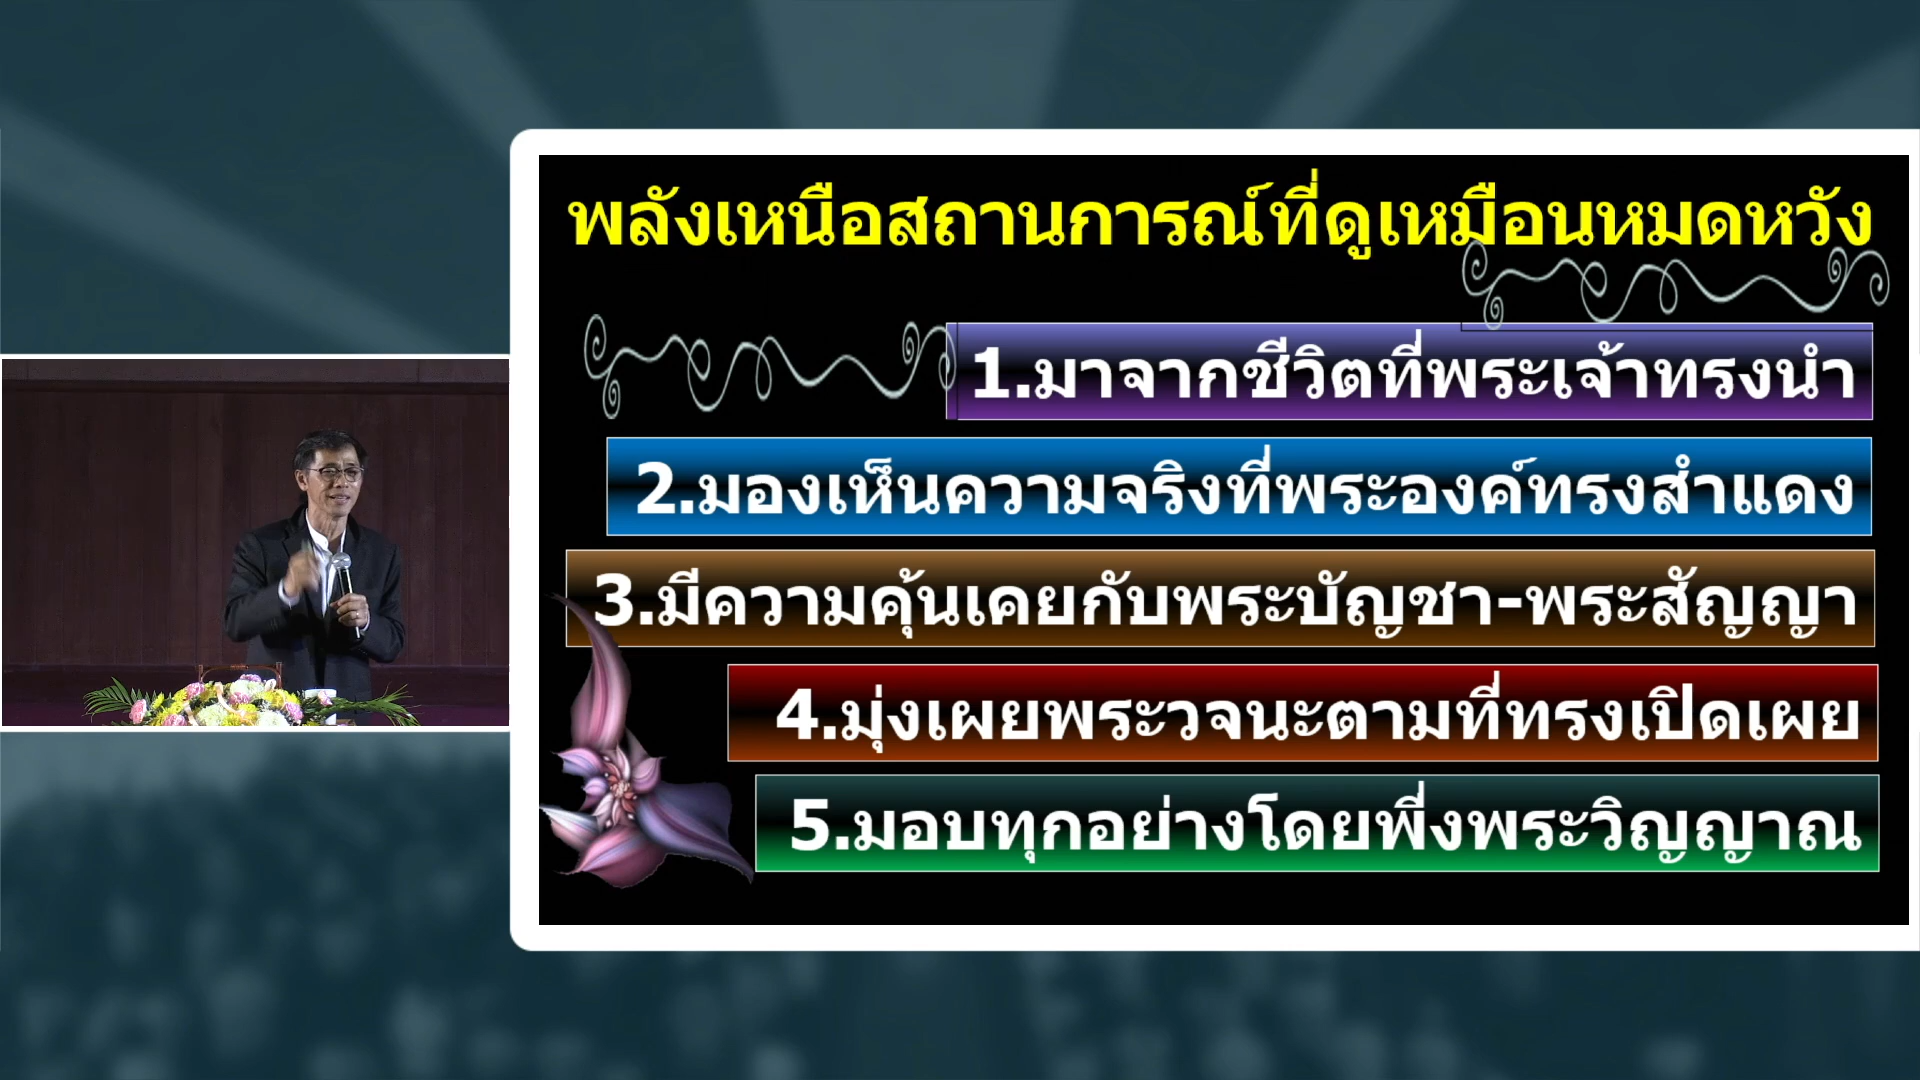 พลังเหนือสถานการณ์ที่ดูเหมือนหมดหวัง
1.มาจากชีวิตที่พระเจ้าทรงนำ
2.มองเห็นความจริงที่พระองค์ทรงสำแดง
3.มีความคุ้นเคยกับพระบัญชา-พระสัญญา
4.มุ่งเผยพระวจนะตามที่ทรงเปิดเผย
5.มอบทุกอย่างโดยพึ่งพระวิญญาณ